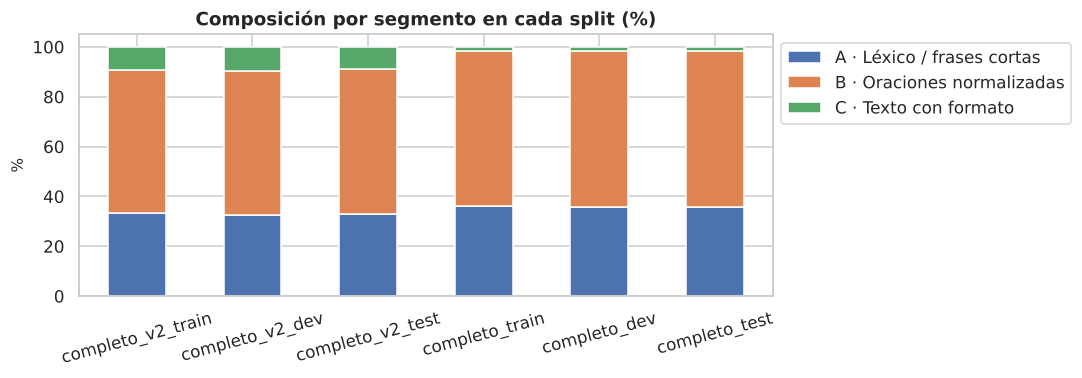 Composición por segmento en cada split (%)
100
80
60
40
20
0
%
completo_v2_train
completo_v2_dev
completo_v2_test
completo_train
completo_dev
completo_test
A · Léxico / frases cortas
B · Oraciones normalizadas
C · Texto con formato